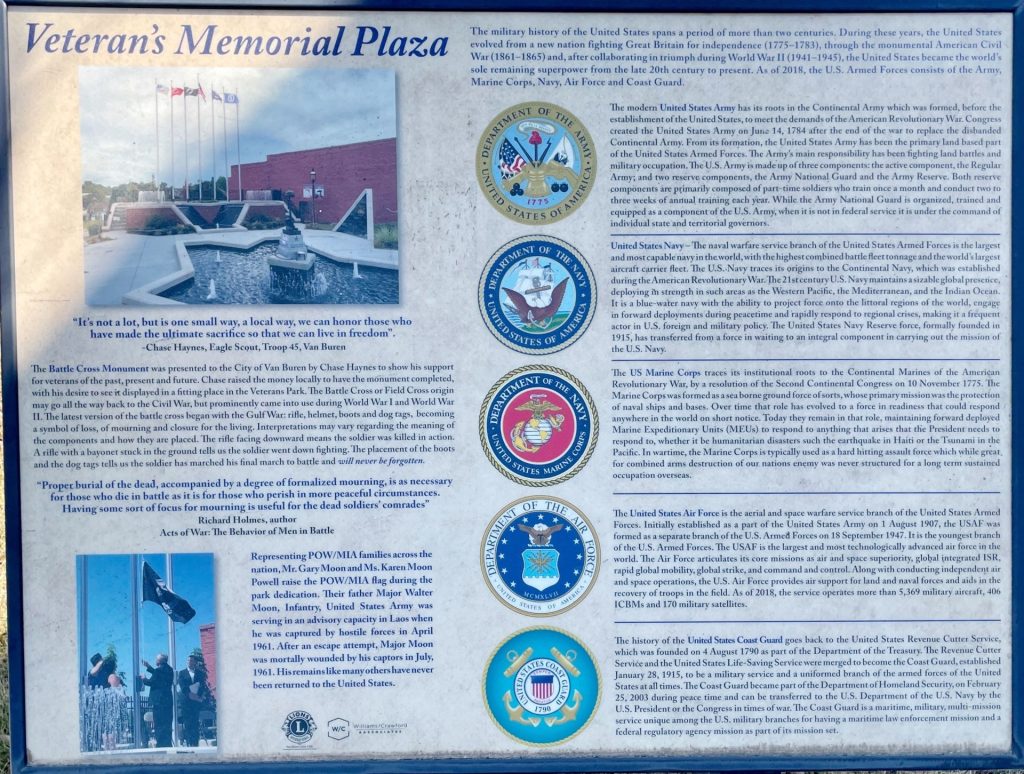 Veteran's Memorial Plaza
"It's not a lot, but is one small way, a local way, we can honor those who
have made the ultimate sacrifice so that we can live in freedom".
-Chase Haynes, Eagle Scout, Troop 45, Van Buren
The Battle Cross Monument was presented to the City of Van Buren by Chase Haynes to show his support
for veterans of the past, present and future. Chase raised the money locally to have the monument completed,
with his desire to see it displayed in a fitting place in the Veterans Park. The Battle Cross or Field Cross origin
may go all the way back to the Civil War, but prominently came into use during World War I and World War
II. The latest version of the battle cross began with the Gulf War: rifle, helmet, boots and dog tags, becoming
a symbol of loss, of mourning and closure for the living. Interpretations may vary regarding the meaning of
the components and how they are placed. The rifle facing downward means the soldier was killed in action.
A rifle with a bayonet stuck in the ground tells us the soldier went down fighting. The placement of the boots
and the dog tags tells us the soldier has marched his final march to battle and will never be forgotten.
"Proper burial of the dead, accompanied by a degree of formalized mourning, is as necessary
for those who die in battle as it is for those who perish in more peaceful circumstances.
Having some sort of focus for mourning is useful for the dead soldiers' comrades"
Richard Holmes, author
Acts of War: The Behavior of Men in Battle
Representing POW/MIA families across the
nation, Mr. Gary Moon and Ms. Karen Moon
Powell raise the POW/MIA flag during the
park dedication. Their father Major Walter
Moon, Infantry, United States Army was
serving in an advisory capacity in Laos when
he was captured by hostile forces in April
1961. After an escape attempt, Major Moon
was mortally wounded by his captors in July,
1961. His remains like many others have never
been returned to the United States.
LIONS
L
INTERNATIONAL
W/C
Williams/Crawford
& ASSOCIATES
The military history of the United States spans a period of more than two centuries. During these years, the United States
evolved from a new nation fighting Great Britain for independence (1775–1783), through the monumental American Civil
War (1861–1865) and, after collaborating in triumph during World War II (1941–1945), the United States became the world's
sole remaining superpower from the late 20th century to present. As of 2018, the U.S. Armed Forces consists of the Army,
Marine Corps, Navy, Air Force and Coast Guard.
DEPARTMENT OF THE ARMY
1775
UNITED STATES OF AMERICA
The modern United States Army has its roots in the Continental Army which was formed, before the
establishment of the United States, to meet the demands of the American Revolutionary War. Congress
created the United States Army on June 14, 1784 after the end of the war to replace the disbanded
Continental Army. From its formation, the United States Army has been the primary land based part
of the United States Armed Forces. The Army's main responsibility has been fighting land battles and
military occupation. The U.S. Army is made up of three components: the active component, the Regular
Army; and two reserve components, the Army National Guard and the Army Reserve. Both reserve
components are primarily composed of part-time soldiers who train once a month and conduct two to
three weeks of annual training each year. While the Army National Guard is organized, trained and
equipped as a component of the U.S. Army, when it is not in federal service it is under the command of
individual state and territorial governors.
DEPARTMENT OF THE NAVY
UNITED STATES OF AMERICA
United States Navy – The naval warfare service branch of the United States Armed Forces is the largest
and most capable navy in the world, with the highest combined battle fleet tonnage and the world's largest
aircraft carrier fleet. The U.S. Navy traces its origins to the Continental Navy, which was established
during the American Revolutionary War. The 21st century U.S. Navy maintains a sizable global presence,
deploying in strength in such areas as the Western Pacific, the Mediterranean, and the Indian Ocean.
It is a blue-water navy with the ability to project force onto the littoral regions of the world, engage
in forward deployments during peacetime and rapidly respond to regional crises, making it a frequent
actor in U.S. foreign and military policy. The United States Navy Reserve force, formally founded in
1915, has transferred from a force waiting to an integral component in carrying out the mission of
the U.S. Navy.
DEPARTMENT OF THE NAVY
UNITED STATES MARINE CORPS
The US Marine Corps traces its institutional roots to the Continental Marines of the American
Revolutionary War, by a resolution of the Second Continental Congress on 10 November 1775. The
Marine Corps was formed as a sea borne ground force of sorts, whose primary mission was the protection
of naval ships and bases. Over time that role has evolved to a force in readiness that could respond
anywhere in the world on short notice. Today they remain in that role, maintaining forward deployed
Marine Expeditionary Units (MEUs) to respond to anything that arises that the President needs to
respond to, whether it be humanitarian disasters such the earthquake in Haiti or the Tsunami in the
Pacific. In wartime, the Marine Corps is typically used as a hard hitting assault force which while great
for combined arms destruction of our nations enemy was never structured for a long term sustained
occupation overseas.
DEPARTMENT OF THE AIR FORCE
MCMXLVII
UNITED STATES OF AMERICA
The United States Air Force is the aerial and space warfare service branch of the United States Armed
Forces. Initially established as a part of the United States Army on 1 August 1907, the USAF was
formed as a separate branch of the U.S. Armed Forces on 18 September 1947. It is the youngest branch
of the U.S. Armed Forces. The USAF is the largest and most technologically advanced air force in the
world. The Air Force articulates its core missions as air and space superiority, global integrated ISR,
rapid global mobility, global strike, and command and control. Along with conducting independent air
and space operations, the U.S. Air Force provides air support for land and naval forces and aids in the
recovery of troops in the field. As of 2018, the service operates more than 5,369 military aircraft, 406
ICBMs and 170 military satellites.
UNITED STATES COAST GUARD
1790
The history of the United States Coast Guard goes back to the United States Revenue Cutter Service,
which was founded on 4 August 1790 as part of the Department of the Treasury. The Revenue Cutter
Service and the United States Life-Saving Service were merged to become the Coast Guard, established
January 28, 1915, to be a military service and a uniformed branch of the armed forces of the United
States at all times. The Coast Guard became part of the Department of Homeland Security, on February
25, 2003 during peace time and can be transferred to the U.S. Department of the U.S. Navy by the
U.S. President or the Congress in times of war. The Coast Guard is a maritime, military, multi-mission
service unique among the U.S. military branches for having a maritime law enforcement mission and a
federal regulatory agency mission as part of its mission set.